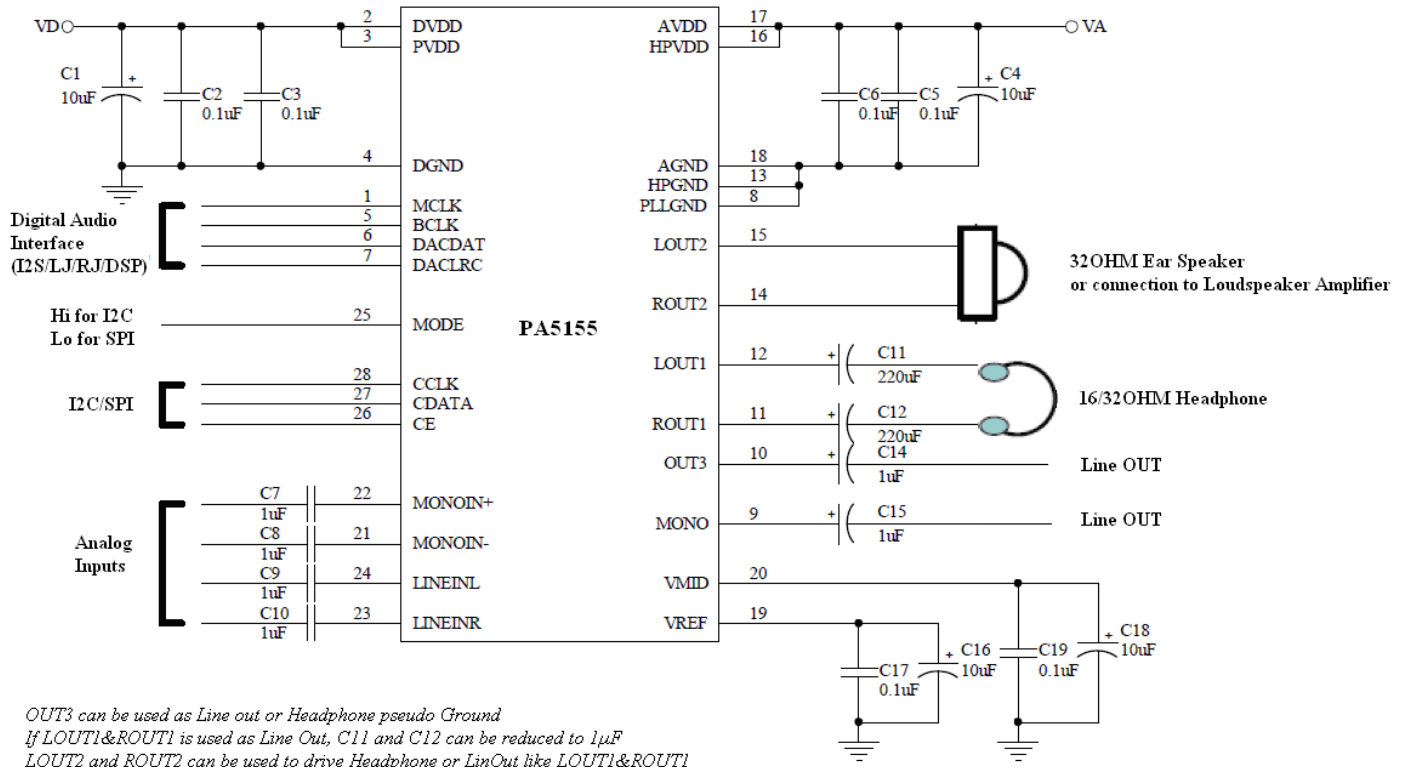 VD
2
DVDD
3
PVDD
C1
10uF
+
C2
0.1uF
C3
0.1uF
4
DGND
Digital Audio
Interface
(I2S/LJ/RJ/DSP)
1
MCLK
5
BCLK
6
DACDAT
7
DACLRC
Hi for I2C
Lo for SPI
25
MODE
I2C/SPI
28
CCLK
27
CDATA
26
CE
Analog
Inputs
C7
1uF
22
MONOIN+
C8
1uF
21
MONOIN-
C9
1uF
24
LINEINL
C10
1uF
23
LINEINR
PA5155
AVDD
17
HPVDD
16
VA
C6
0.1uF
C5
0.1uF
+
C4
10uF
AGND
18
HPGND
13
PLLGND
8
LOUT2
15
ROUT2
14
32OHM Ear Speaker
or connection to Loudspeaker Amplifier
LOUT1
12
+
C11
220uF
ROUT1
11
+
C12
220uF
16/32OHM Headphone
OUT3
10
+
C14
1uF
Line OUT
MONO
9
+
C15
1uF
Line OUT
VMID
20
VREF
19
C17
0.1uF
+
C16
10uF
C19
0.1uF
+
C18
10uF
OUT3 can be used as Line out or Headphone pseudo Ground
If LOUT1&ROUT1 is used as Line Out, C11 and C12 can be reduced to 1μF
LOUT2 and ROUT2 can be used to drive Headphone or LinOut like LOUT1&ROUT1